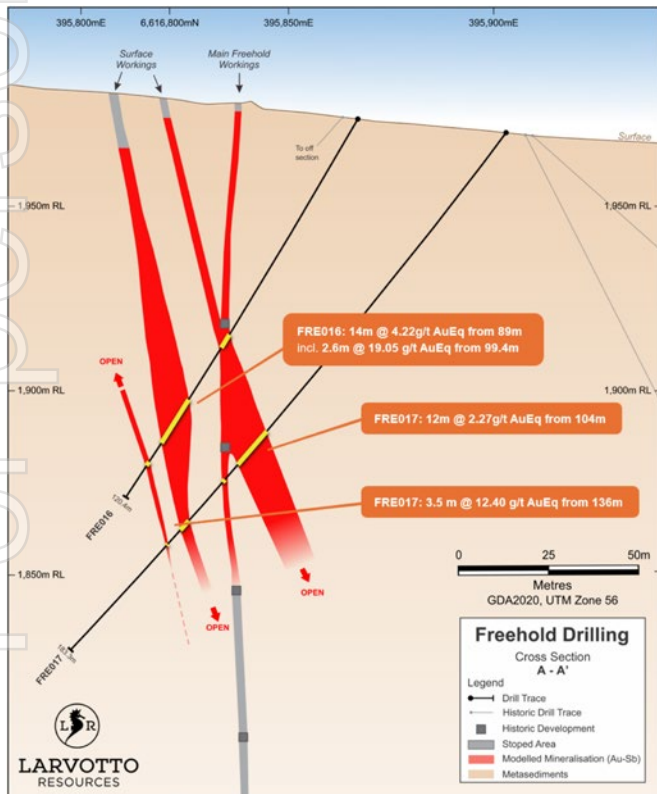 395,800mE
6,616,800mN
395,850mE
395,900mE
Surface
Workings
Main Freehold
Workings
To off
section
Surface
1,950m RL
1,950m RL
FRE016: 14m @ 4.22g/t AuEq from 89m
incl. 2.6m @ 19.05 g/t AuEq from 99.4m
OPEN
1,900m RL
1,900m RL
FRE017: 12m @ 2.27g/t AuEq from 104m
120.4m
FRE016
FRE017: 3.5 m @ 12.40 g/t AuEq from 136m
1,850m RL
OPEN
OPEN
0 25 50m
Metres
GDA2020, UTM Zone 56
183.3m
FRE017
Freehold Drilling
Cross Section
A - A'
Legend
Drill Trace
Historic Drill Trace
Historic Development
Stoped Area
Modelled Mineralisation (Au-Sb)
Metasediments
L R
LARVOTTO
RESOURCES